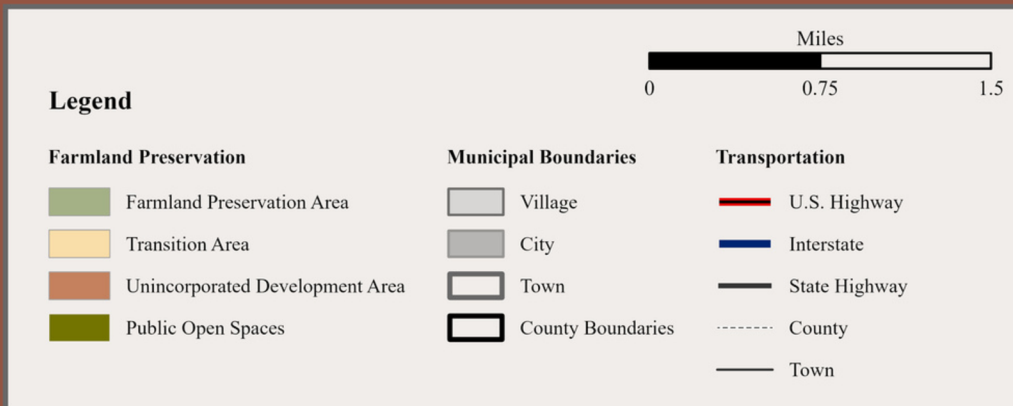 Miles
0 0.75 1.5
Legend
Farmland Preservation
Farmland Preservation Area
Transition Area
Unincorporated Development Area
Public Open Spaces
Municipal Boundaries
Village
City
Town
County Boundaries
Transportation
U.S. Highway
Interstate
State Highway
County
Town